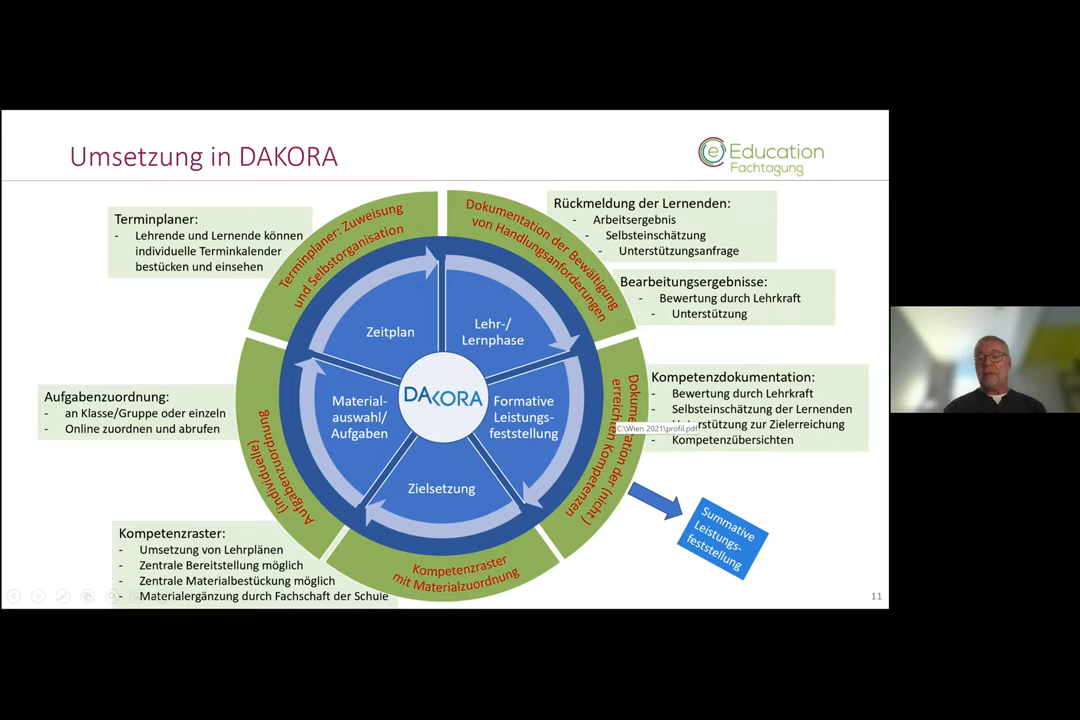 Umsetzung in DAKORA
e Education
Fachtagung
Terminplaner:
- Lehrende und Lernende können
individuelle Terminkalender
bestücken und einsehen
Terminplaner: Zuweisung
und Selbstorganisation
Dokumentation der Bewältigung
von Handlungsanforderungen
Rückmeldung der Lernenden:
- Arbeitsergebnis
- Selbsteinschätzung
- Unterstützungsanfrage
Bearbeitungsergebnisse:
- Bewertung durch Lehrkraft
- Unterstützung
Zeitplan
Lehr-/
Lernphase
Aufgabenzuordnung:
- an Klasse/Gruppe oder einzeln
- Online zuordnen und abrufen
(individuelle)
Aufgabenzuordnung
Material-
auswahl/
Aufgaben
DAKORA
Formative
Leistungs-
feststellung
Dokumentation der (nicht)
erreichten Kompetenzen
C:\Wien 2021\profil.pdf
Kompetenzdokumentation:
- Bewertung durch Lehrkraft
- Selbsteinschätzung der Lernenden
Unterstützung zur Zielerreichung
- Kompetenzübersichten
Zielsetzung
Summative
Leistungs-
feststellung
Kompetenzraster:
- Umsetzung von Lehrplänen
- Zentrale Bereitstellung möglich
- Zentrale Materialbestückung möglich
- Materialergänzung durch Fachschaft der Schule
Kompetenzraster
mit Materialzuordnung
11